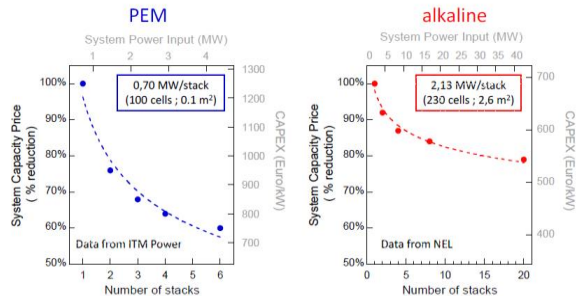 PEM
System Power Input (MW)
1 2 3 4
100%
90%
80%
70%
60%
50%
System Capacity Price
( % reduction)
0,70 MW/stack
(100 cells ; 0.1 m²)
1300
1200
1100
1000
900
800
700
CAPEX (Euro/kW)
Data from ITM Power
1 2 3 4 5 6
Number of stacks
alkaline
System Power Input (MW)
0 5 10 15 20 25 30 35 40
100%
90%
80%
70%
60%
50%
System Capacity Price
( % reduction)
2,13 MW/stack
(230 cells ; 2,6 m²)
700
600
500
400
CAPEX (Euro/kW)
Data from NEL
0 5 10 15 20
Number of stacks